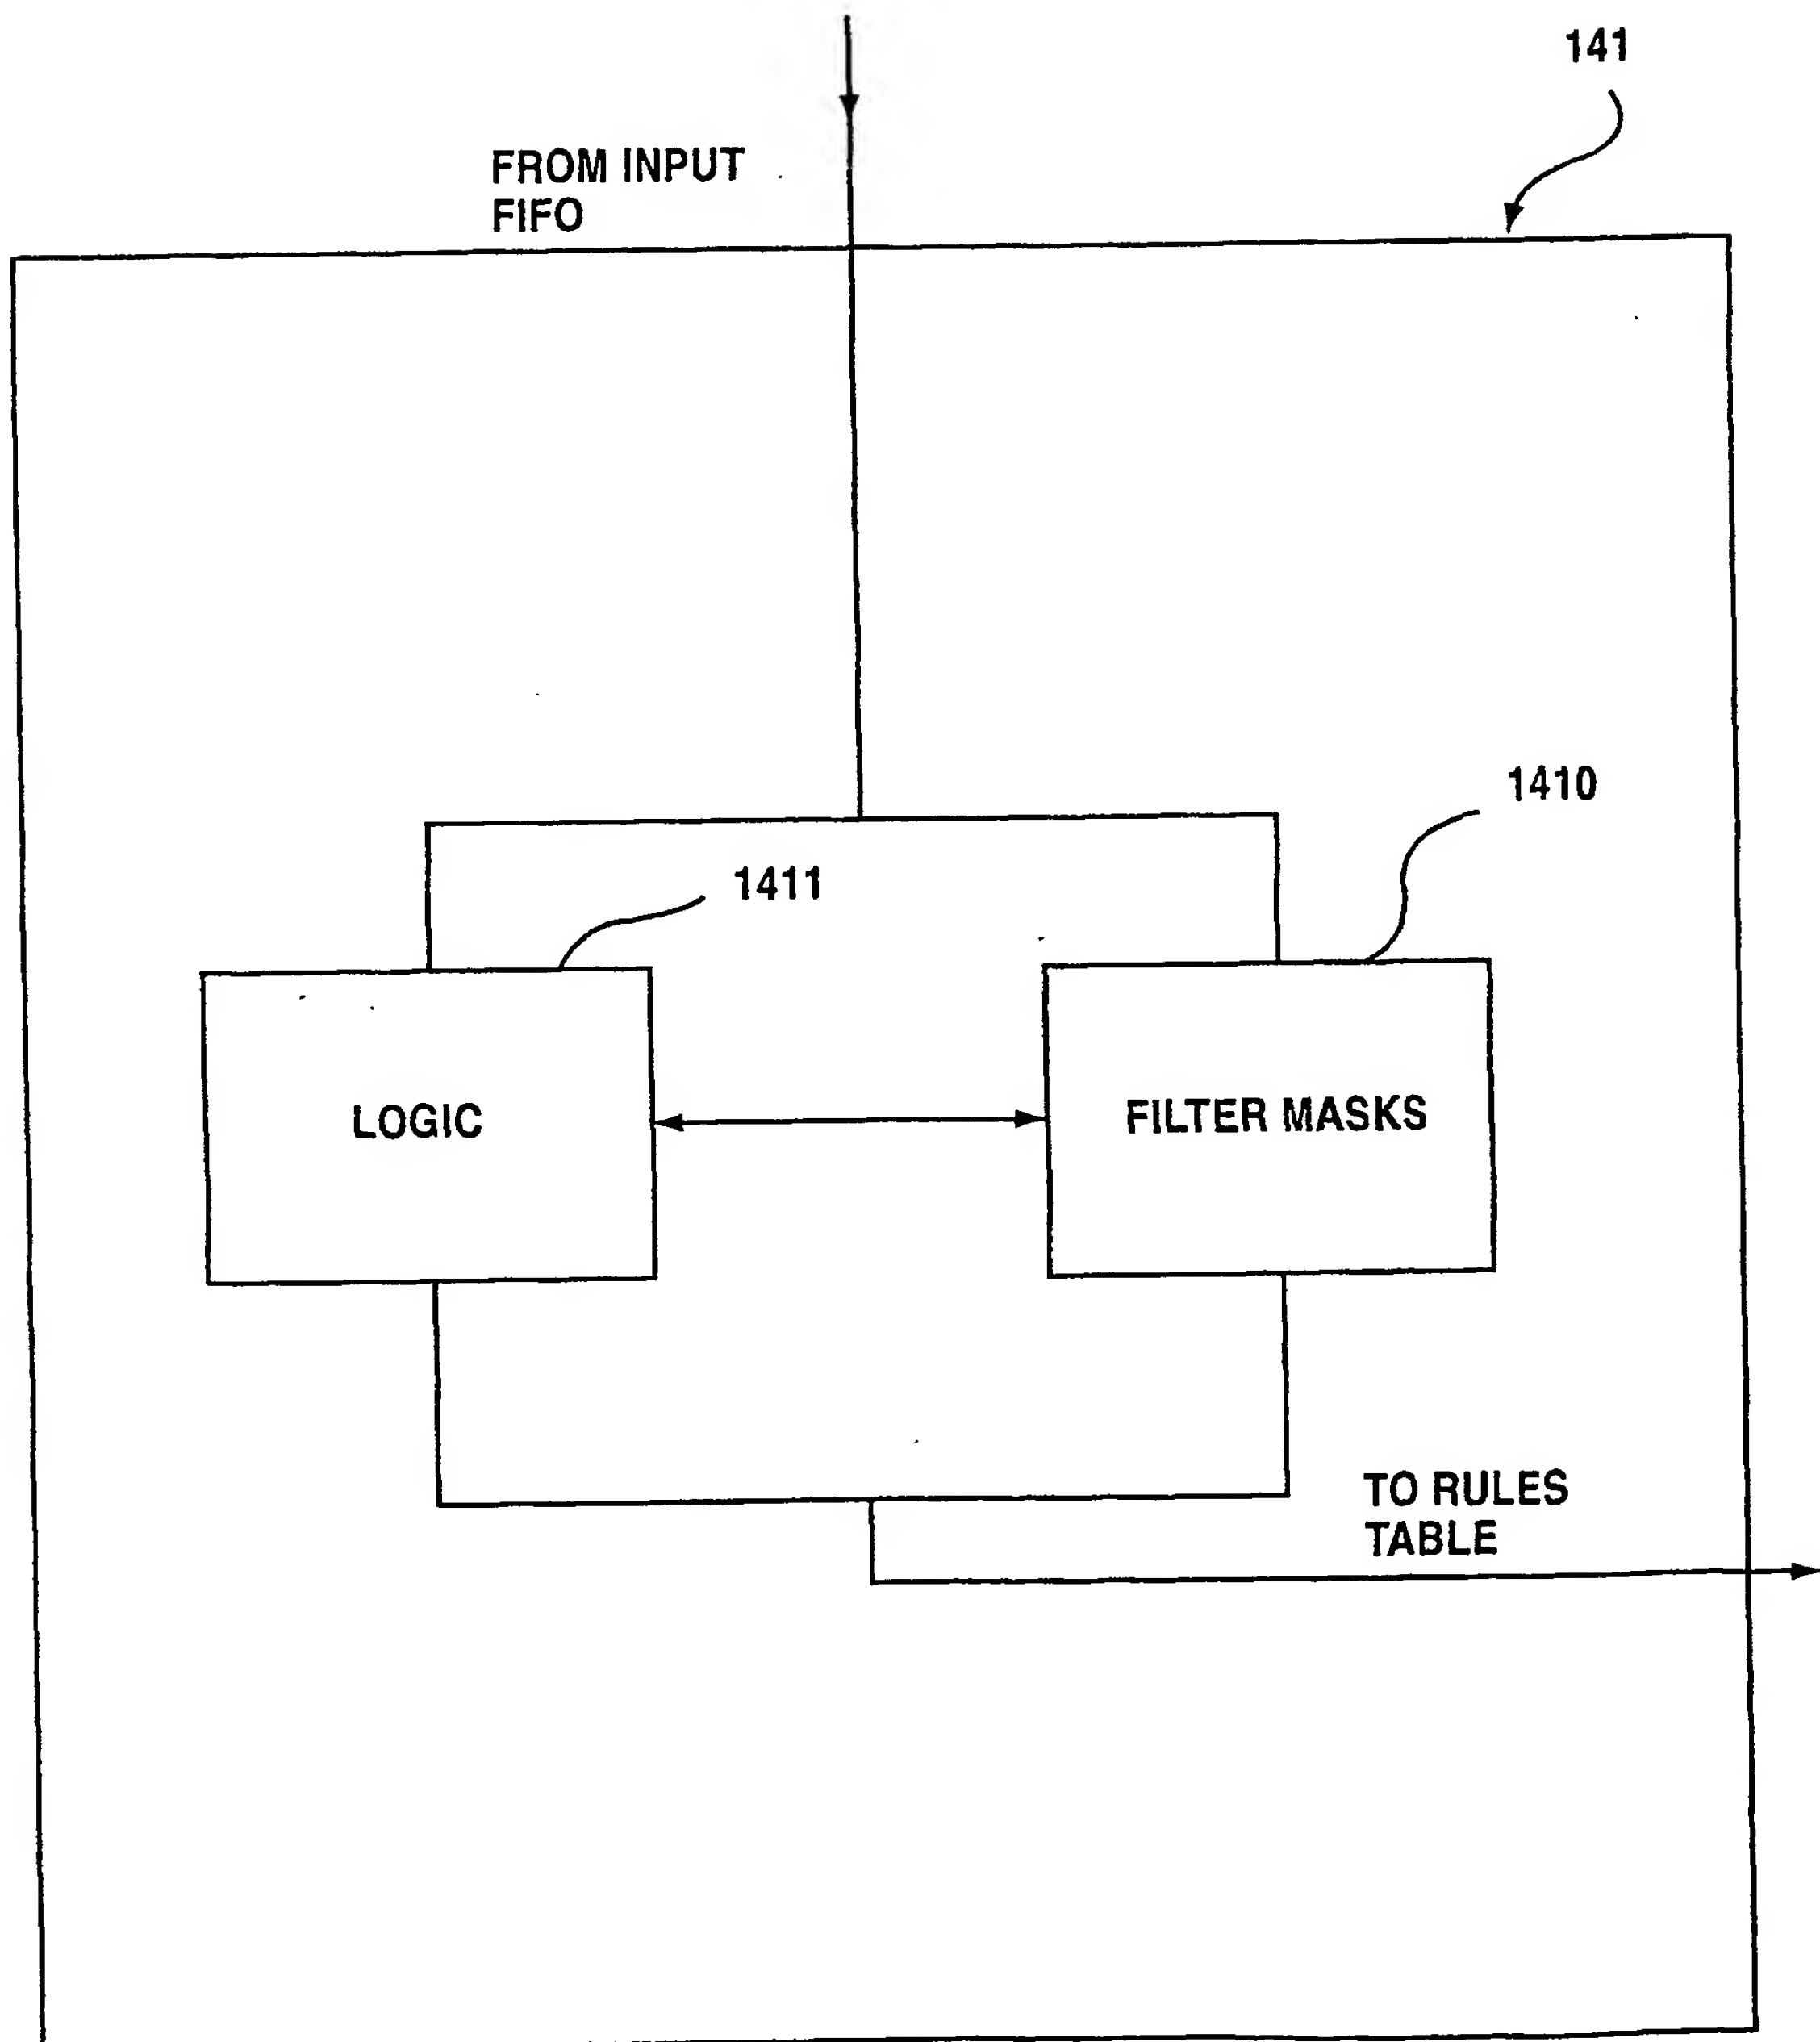 141
FROM INPUT
FIFO
1410
1411
LOGIC
FILTER MASKS
TO RULES
TABLE